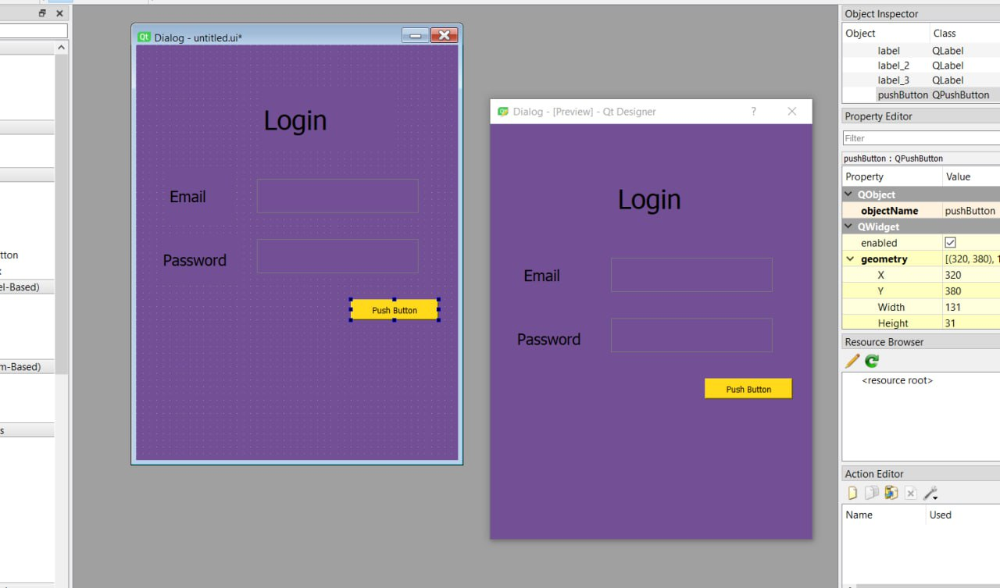 Dialog - untitled.ui*
Login
Email
Password
Push Button
Dialog - [Preview] - Qt Designer
?
Login
Email
Password
Push Button
Object Inspector
Object Class
label QLabel
label_2 QLabel
label_3 QLabel
pushButton QPushButton
Property Editor
Filter
pushButton : QPushButton
Property Value
QObject
objectName pushButton
QWidget
enabled
geometry [(320, 380), 1
X 320
Y 380
Width 131
Height 31
Resource Browser
<resource root>
Action Editor
Name Used
tton
el-Based)
m-Based)
s
Qt